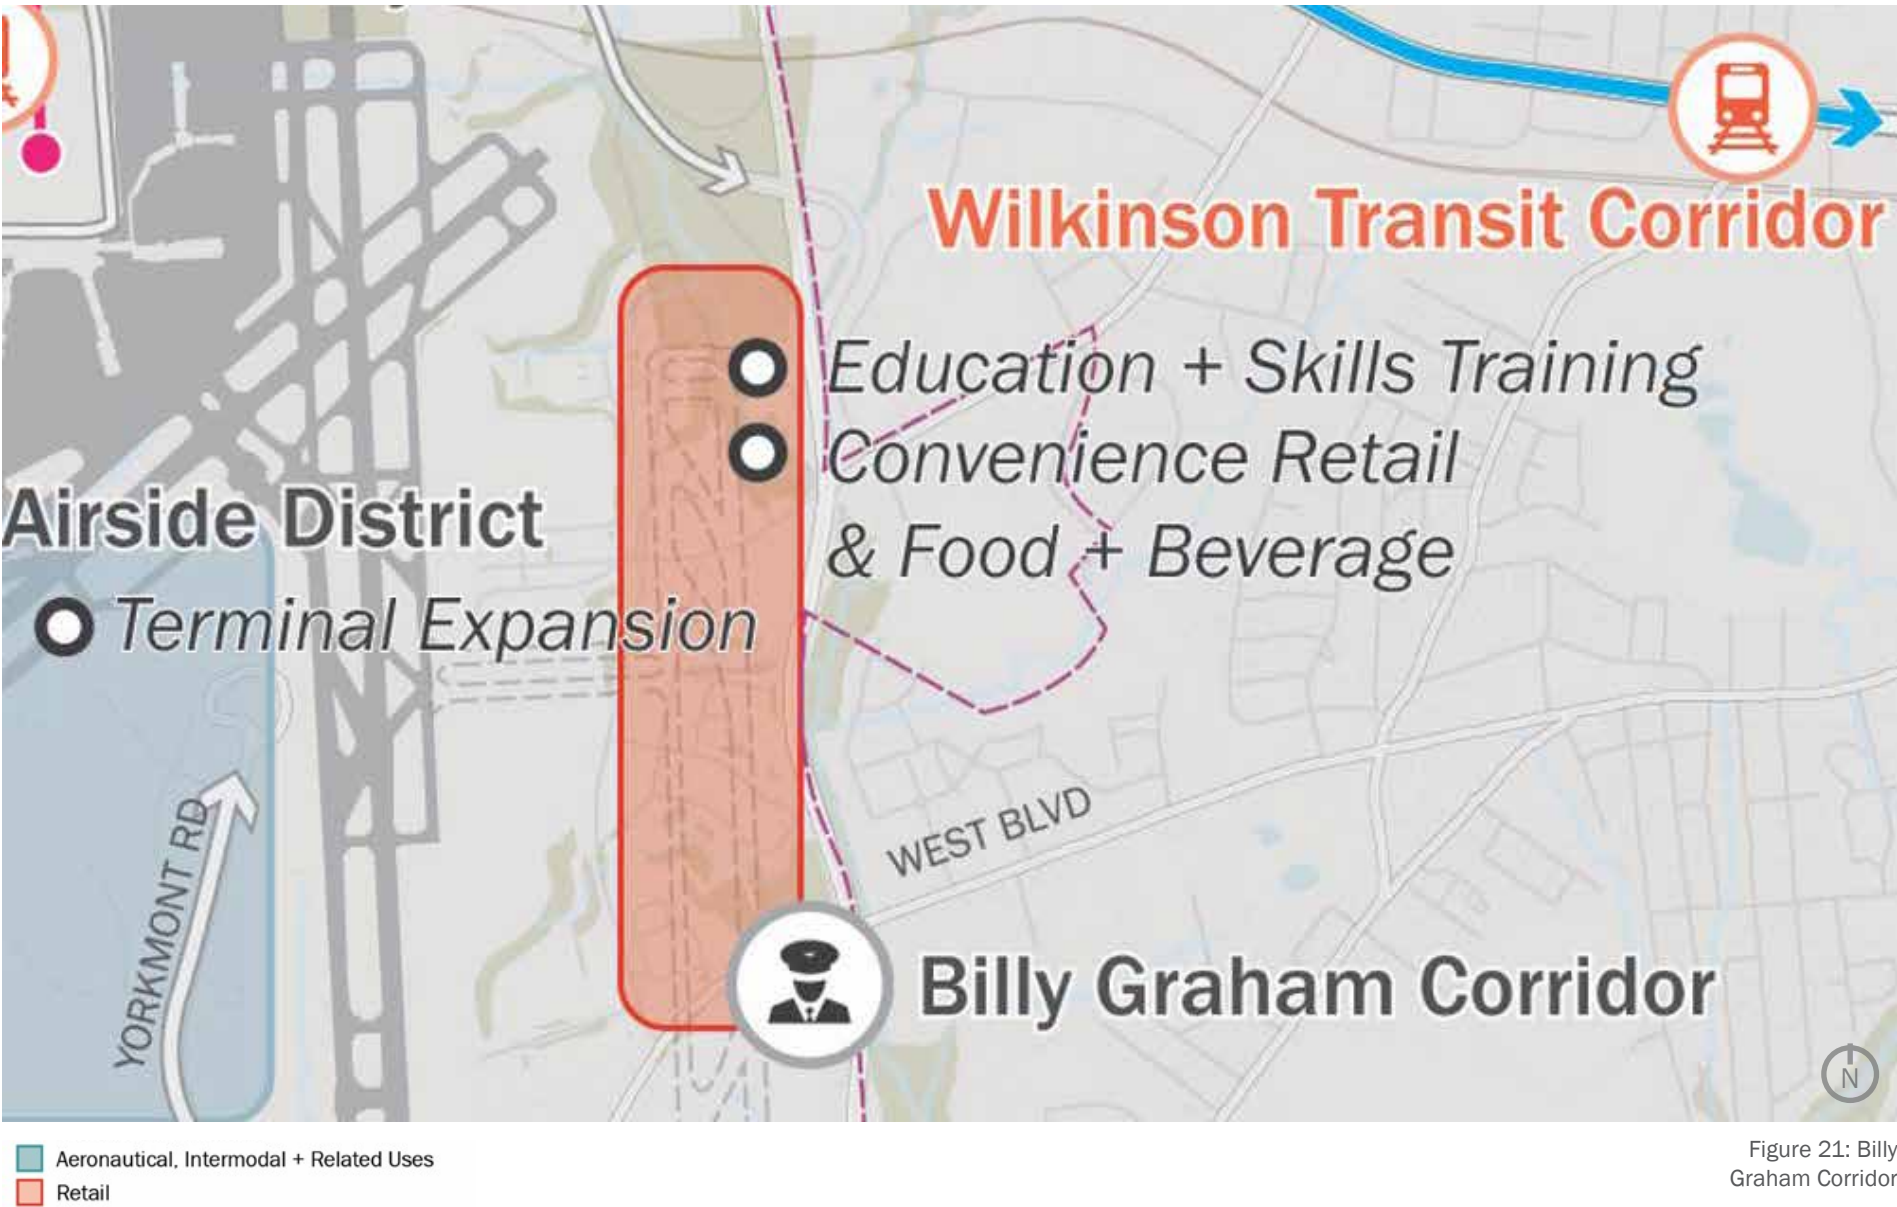 Wilkinson Transit Corridor
Education + Skills Training
Convenience Retail
& Food + Beverage
Airside District
Terminal Expansion
YORKMONT RD
WEST BLVD
Billy Graham Corridor
N
Aeronautical, Intermodal + Related Uses
Retail
Figure 21: Billy
Graham Corridor